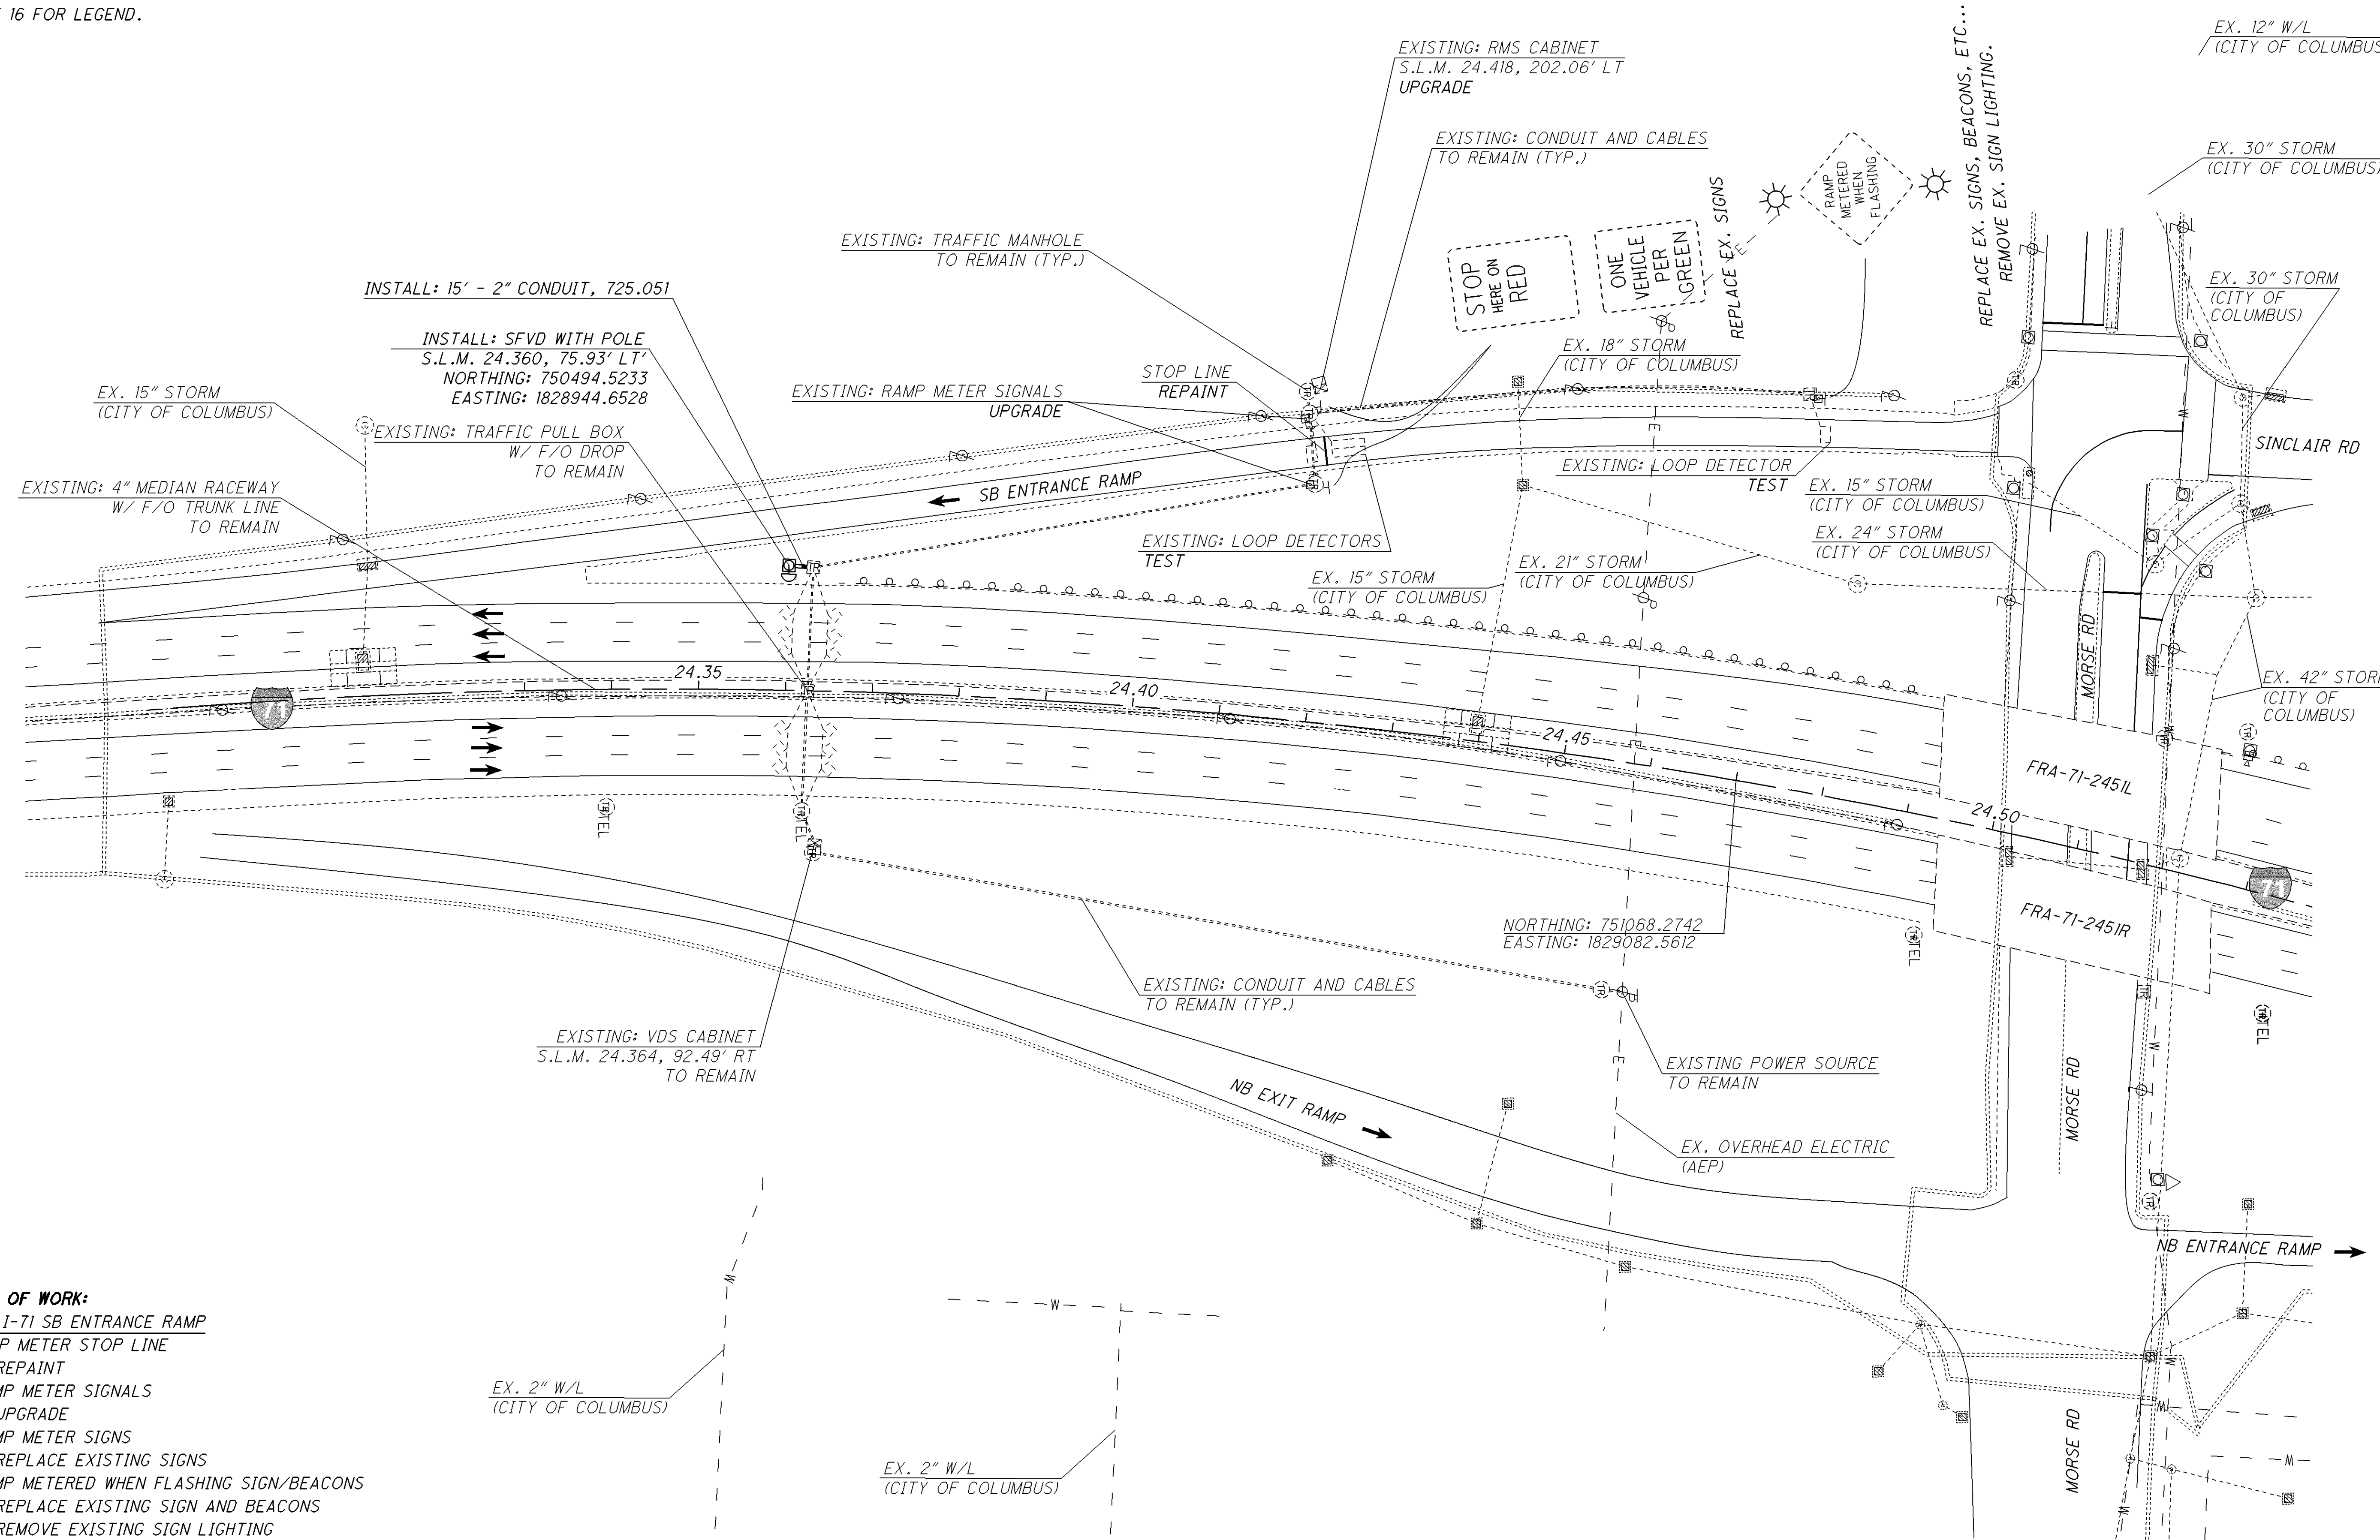 16 FOR LEGEND.
EX. 12" W/L
(CITY OF COLUMBUS
EXISTING: RMS CABINET
S.L.M. 24.418, 202.06' LT
UPGRADE
EXISTING: CONDUIT AND CABLES
TO REMAIN (TYP.)
REPLACE EX. SIGNS, BEACONS, ETC...
REMOVE EX. SIGN LIGHTING.
EX. 30" STORM
(CITY OF COLUMBUS)
RAMP
METERED
WHEN
FLASHING
EXISTING: TRAFFIC MANHOLE
TO REMAIN (TYP.)
STOP
HERE ON
RED
ONE
VEHICLE
PER
GREEN
REPLACE EX. SIGNS
EX. 30" STORM
(CITY OF
COLUMBUS)
INSTALL: 15' - 2" CONDUIT, 725.051
INSTALL: SFVD WITH POLE
S.L.M. 24.360, 75.93' LT'
NORTHING: 750494.5233
EASTING: 1828944.6528
EX. 15" STORM
(CITY OF COLUMBUS)
EXISTING: RAMP METER SIGNALS
UPGRADE
STOP LINE
REPAINT
EX. 18" STORM
(CITY OF COLUMBUS)
EXISTING: TRAFFIC PULL BOX
W/ F/O DROP
TO REMAIN
SINCLAIR RD
EXISTING: 4" MEDIAN RACEWAY
W/ F/O TRUNK LINE
TO REMAIN
SB ENTRANCE RAMP
EXISTING: LOOP DETECTOR
TEST
EX. 15" STORM
(CITY OF COLUMBUS)
EXISTING: LOOP DETECTORS
TEST
EX. 24" STORM
(CITY OF COLUMBUS)
EX. 15" STORM
(CITY OF COLUMBUS)
EX. 21" STORM
(CITY OF COLUMBUS)
MORSE RD
24.35
24.40
24.45
24.50
71
EX. 42" STOR
(CITY OF
COLUMBUS)
FRA-71-2451L
71
FRA-71-2451R
TEL
TEL
TEL
TEL
NORTHING: 751068.2742
EASTING: 1829082.5612
EXISTING: CONDUIT AND CABLES
TO REMAIN (TYP.)
EXISTING: VDS CABINET
S.L.M. 24.364, 92.49' RT
TO REMAIN
EXISTING POWER SOURCE
TO REMAIN
MORSE RD
NB EXIT RAMP
EX. OVERHEAD ELECTRIC
(AEP)
NB ENTRANCE RAMP
OF WORK:
I-71 SB ENTRANCE RAMP
P METER STOP LINE
REPAINT
MP METER SIGNALS
UPGRADE
MP METER SIGNS
REPLACE EXISTING SIGNS
MP METERED WHEN FLASHING SIGN/BEACONS
REPLACE EXISTING SIGN AND BEACONS
REMOVE EXISTING SIGN LIGHTING
EX. 2" W/L
(CITY OF COLUMBUS)
EX. 2" W/L
(CITY OF COLUMBUS)
MORSE RD